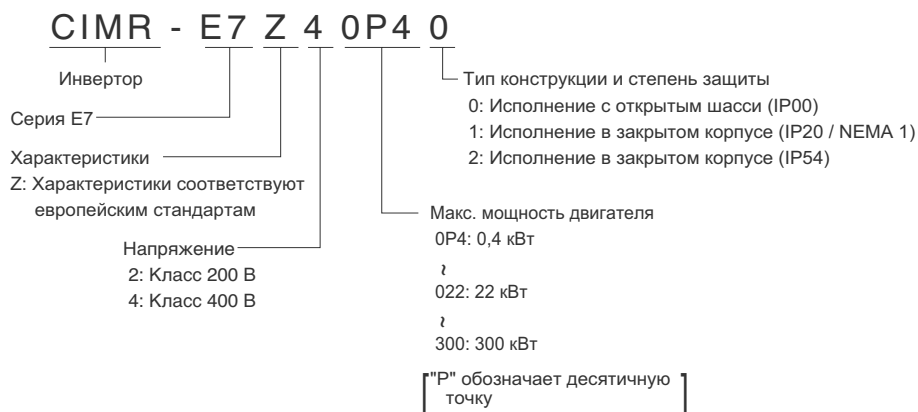 CIMR - E7 Z 4 0P4 0
Инвертор
Серия E7
Характеристики
Z: Характеристики соответствуют
европейским стандартам
Напряжение
2: Класс 200 В
4: Класс 400 В
Тип конструкции и степень защиты
0: Исполнение с открытым шасси (IP00)
1: Исполнение в закрытом корпусе (IP20 / NEMA 1)
2: Исполнение в закрытом корпусе (IP54)
Макс. мощность двигателя
0P4: 0,4 кВт
~
022: 22 кВт
~
300: 300 кВт
"P" обозначает десятичную
точку